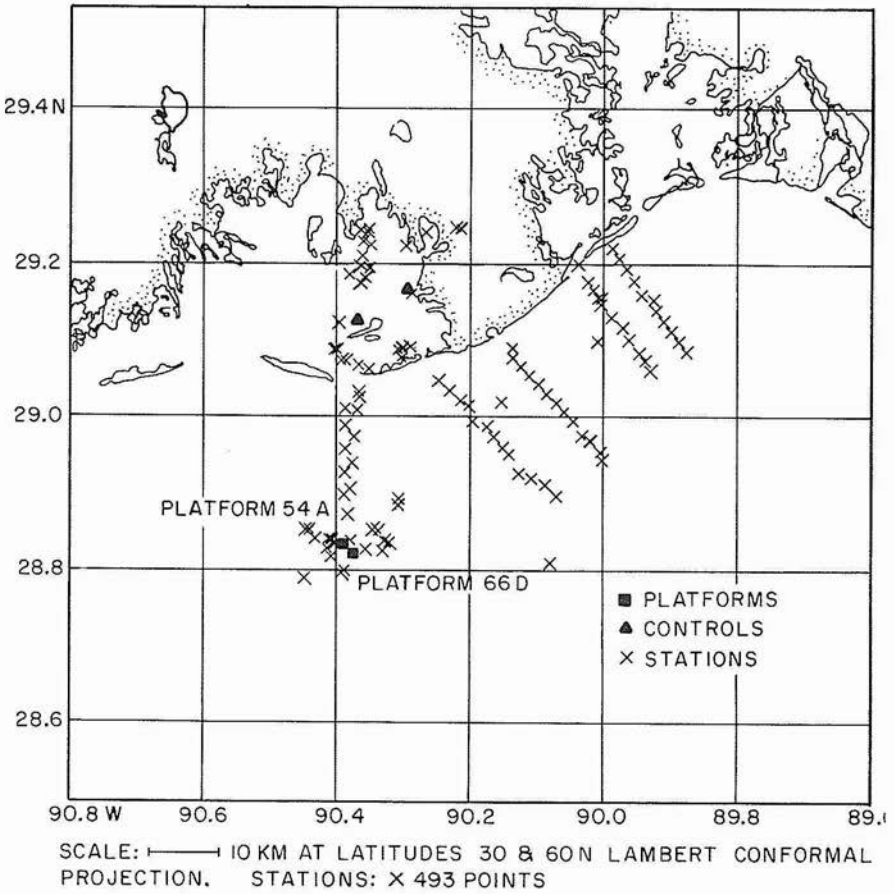 29.4 N
29.2
29.0
PLATFORM 54 A
28.8
PLATFORM 66 D
PLATFORMS
CONTROLS
STATIONS
28.6
90.8 W 90.6 90.4 90.2 90.0 89.8
SCALE: 10 KM AT LATITUDES 30 & 60 N LAMBERT CONFORMAL
PROJECTION. STATIONS: X 493 POINTS